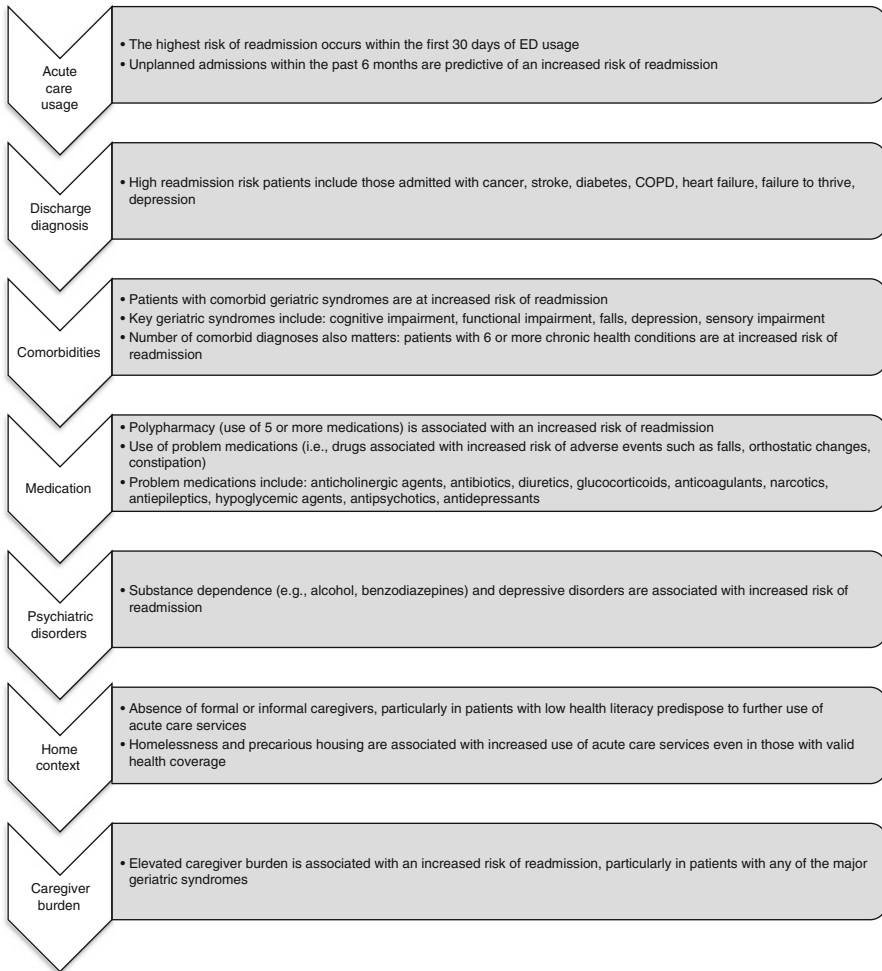 Acute
care
usage
• The highest risk of readmission occurs within the first 30 days of ED usage
• Unplanned admissions within the past 6 months are predictive of an increased risk of readmission
Discharge
diagnosis
• High readmission risk patients include those admitted with cancer, stroke, diabetes, COPD, heart failure, failure to thrive,
depression
Comorbidities
• Patients with comorbid geriatric syndromes are at increased risk of readmission
• Key geriatric syndromes include: cognitive impairment, functional impairment, falls, depression, sensory impairment
• Number of comorbid diagnoses also matters: patients with 6 or more chronic health conditions are at increased risk of
readmission
Medication
• Polypharmacy (use of 5 or more medications) is associated with an increased risk of readmission
• Use of problem medications (i.e., drugs associated with increased risk of adverse events such as falls, orthostatic changes,
constipation)
• Problem medications include: anticholinergic agents, antibiotics, diuretics, glucocorticoids, anticoagulants, narcotics,
antiepileptics, hypoglycemic agents, antipsychotics, antidepressants
Psychiatric
disorders
• Substance dependence (e.g., alcohol, benzodiazepines) and depressive disorders are associated with increased risk of
readmission
Home
context
• Absence of formal or informal caregivers, particularly in patients with low health literacy predispose to further use of
acute care services
• Homelessness and precarious housing are associated with increased use of acute care services even in those with valid
health coverage
Caregiver
burden
• Elevated caregiver burden is associated with an increased risk of readmission, particularly in patients with any of the major
geriatric syndromes